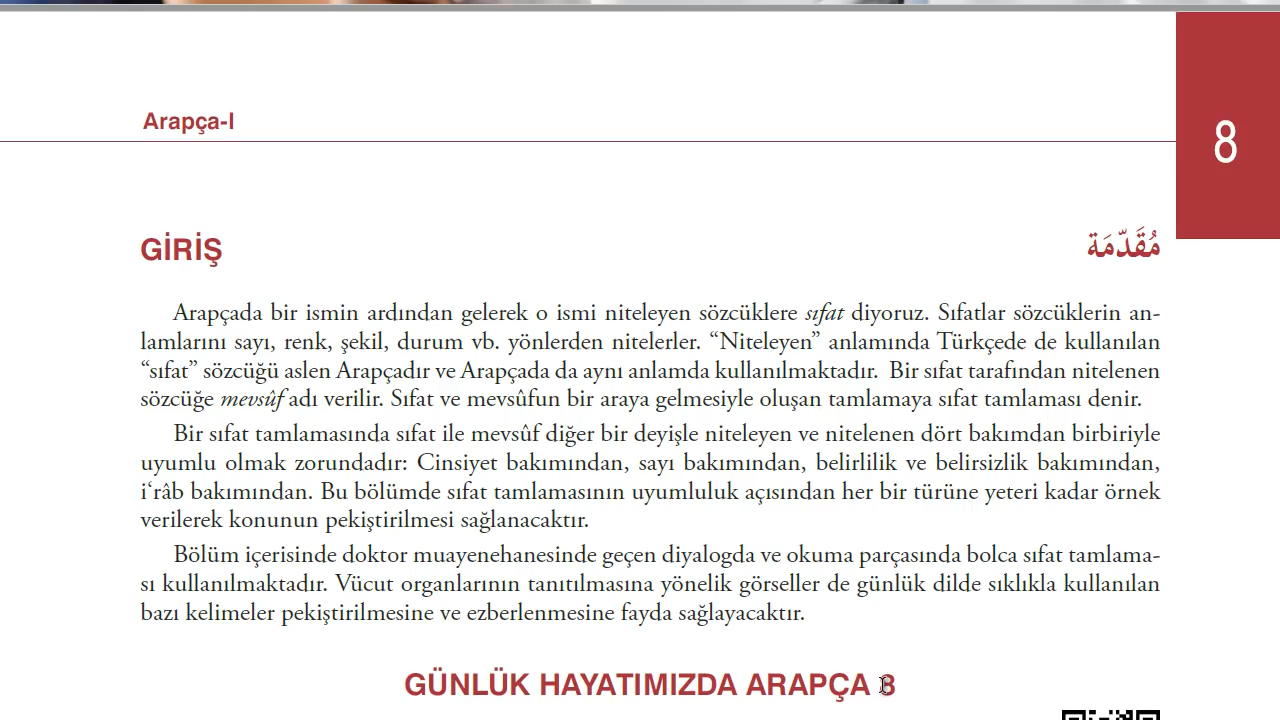 Arapça-I
8
GİRİŞ
مُقَدّمَة
Arapçada bir ismin ardından gelerek o ismi niteleyen sözcüklere sıfat diyoruz. Sıfatlar sözcüklerin an-
lamlarını sayı, renk, şekil, durum vb. yönlerden nitelerler. “Niteleyen” anlamında Türkçede de kullanılan
“sıfat” sözcüğü aslen Arapçadır ve Arapçada da aynı anlamda kullanılmaktadır. Bir sıfat tarafından nitelenen
sözcüğe mevsûf adı verilir. Sıfat ve mevsûfun bir araya gelmesiyle oluşan tamlamaya sıfat tamlaması denir.
Bir sıfat tamlamasında sıfat ile mevsûf diğer bir deyişle niteleyen ve nitelenen dört bakımdan birbiriyle
uyumlu olmak zorundadır: Cinsiyet bakımından, sayı bakımından, belirlilik ve belirsizlik bakımından,
i‘râb bakımından. Bu bölümde sıfat tamlamasının uyumluluk açısından her bir türüne yeteri kadar örnek
verilerek konunun pekiştirilmesi sağlanacaktır.
Bölüm içerisinde doktor muayenehanesinde geçen diyalogda ve okuma parçasında bolca sıfat tamlama-
sı kullanılmaktadır. Vücut organlarının tanıtılmasına yönelik görseller de günlük dilde sıklıkla kullanılan
bazı kelimeler pekiştirilmesine ve ezberlenmesine fayda sağlayacaktır.
GÜNLÜK HAYATIMIZDA ARAPÇA 8